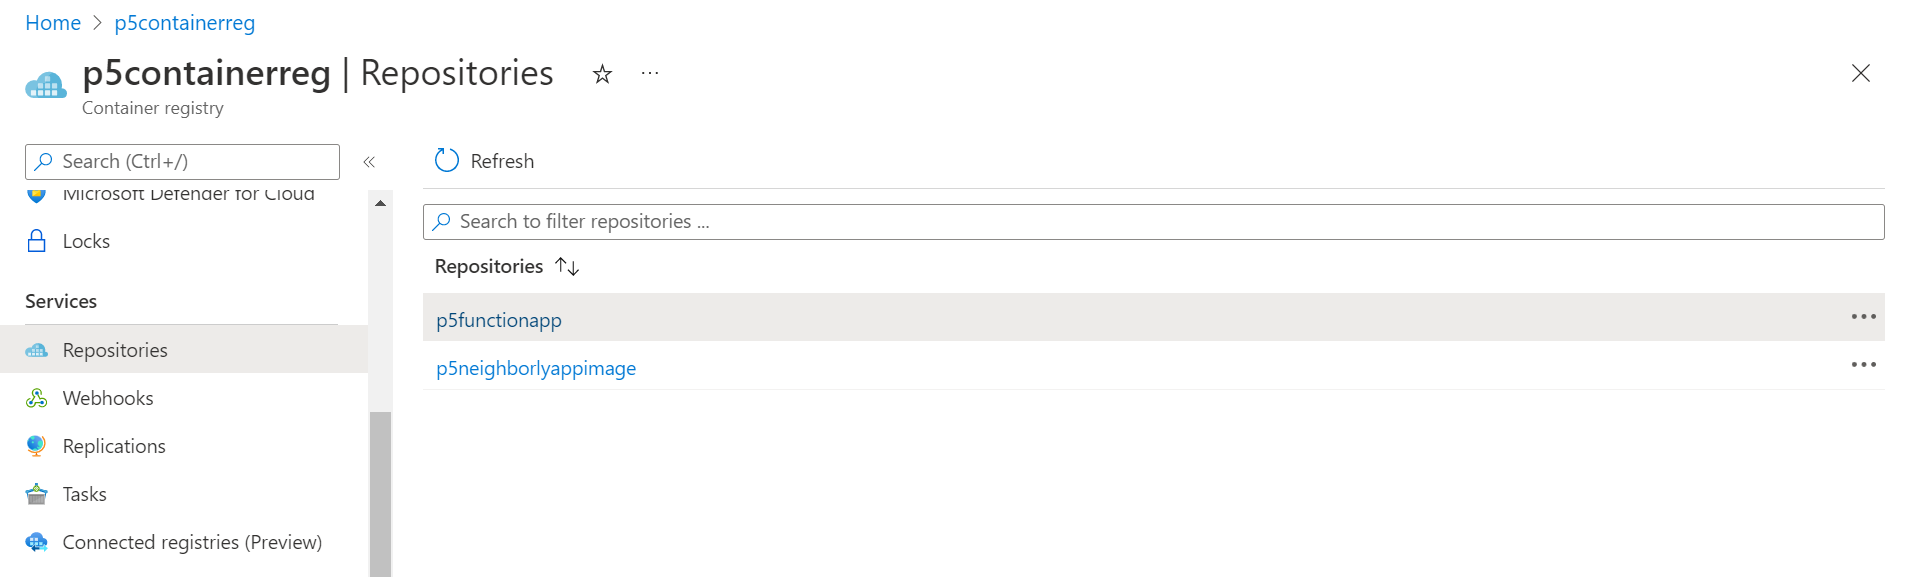 Home > p5containerreg
p5containerreg | Repositories ☆ ...
Container registry
Search (Ctrl+/) «
Microsoft Defender for Cloud
Locks
Services
Repositories
Webhooks
Replications
Tasks
Connected registries (Preview)
Refresh
Search to filter repositories ...
Repositories ↑↓
p5functionapp ...
p5neighborlyappimage ...